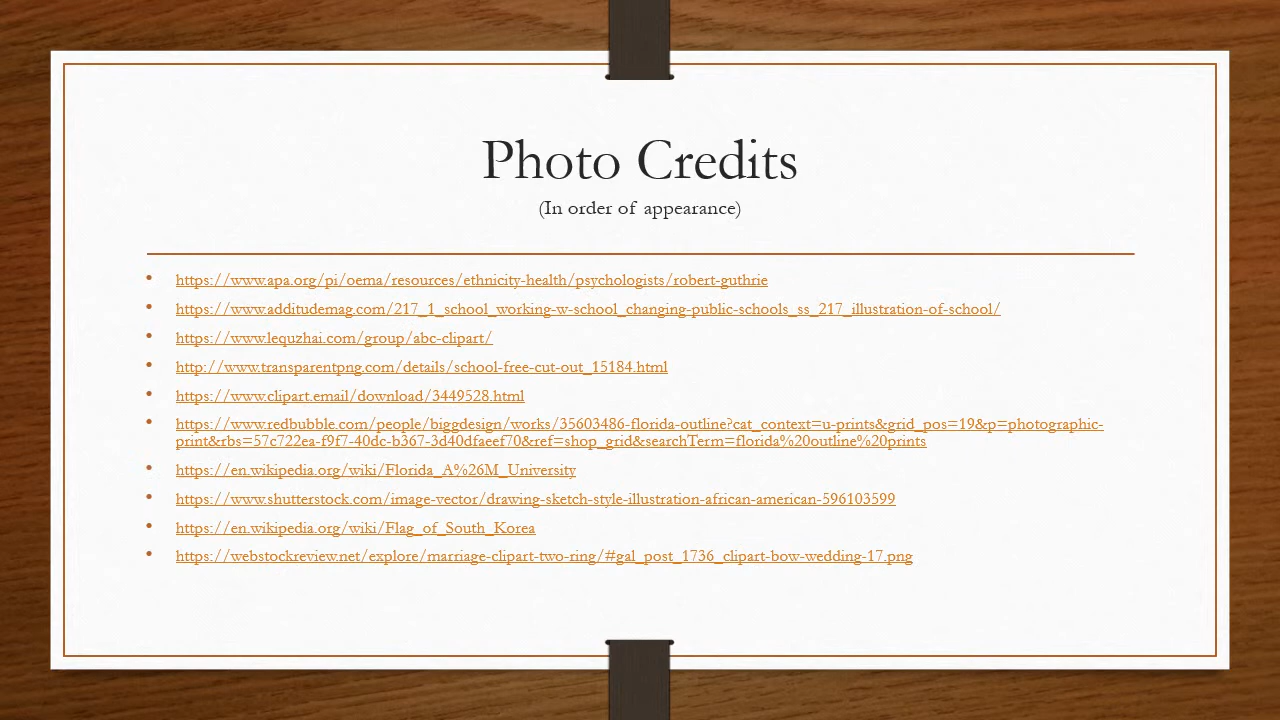 Photo Credits
(In order of appearance)
• https://www.apa.org/pi/oema/resources/ethnicity-health/psychologists/robert-guthrie
• https://www.additudemag.com/217_1_school_working-w-school_changing-public-schools_ss_217_illustration-of-school/
• https://www.lequzhai.com/group/abc-clipart/
• http://www.transparentpng.com/details/school-free-cut-out_15184.html
• https://www.clipart.email/download/3449528.html
• https://www.redbubble.com/people/biggdesign/works/35603486-florida-outline?cat_context=u-prints&grid_pos=19&p=photographic-
print&rbs=57c722ea-f9f7-40dc-b367-3d40dfaeef70&ref=shop_grid&searchTerm=florida%20outline%20prints
• https://en.wikipedia.org/wiki/Florida_A%26M_University
• https://www.shutterstock.com/image-vector/drawing-sketch-style-illustration-african-american-596103599
• https://en.wikipedia.org/wiki/Flag_of_South_Korea
• https://webstockreview.net/explore/marriage-clipart-two-ring/#gal_post_1736_clipart-bow-wedding-17.png